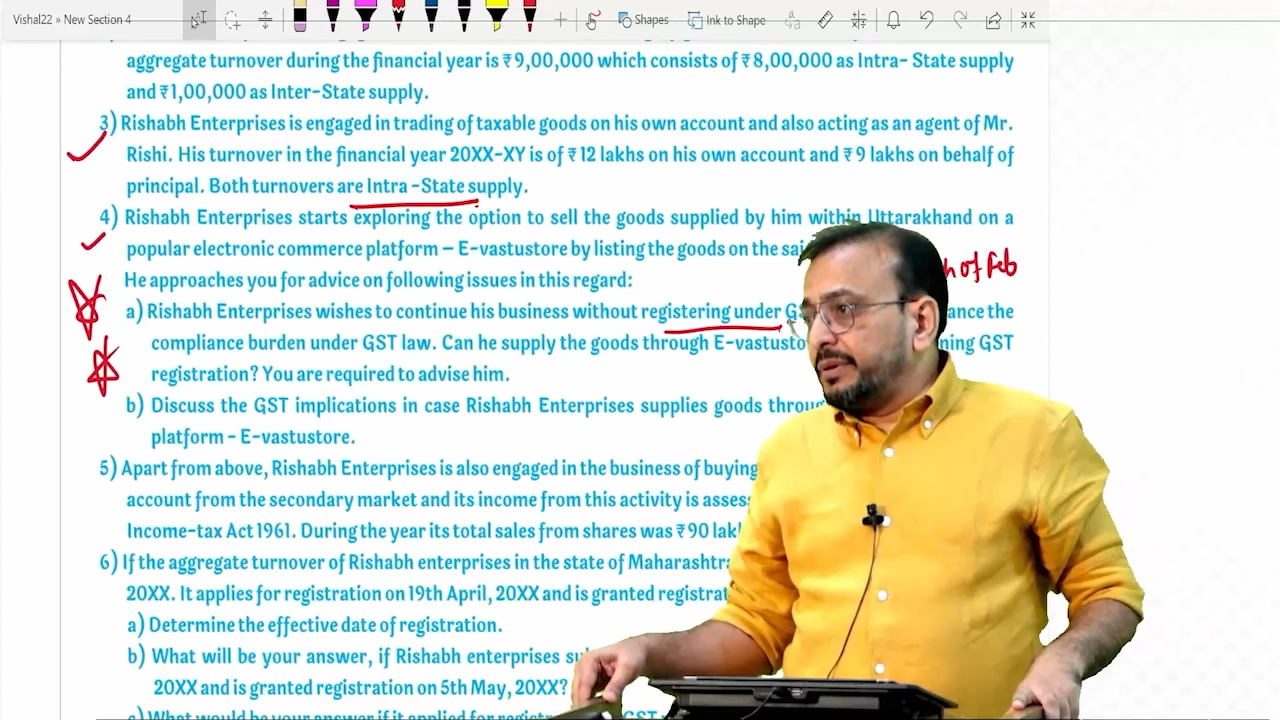 Vishal22 » New Section 4
Shapes
Ink to Shape
aggregate turnover during the financial year is ₹9,00,000 which consists of ₹8,00,000 as Intra- State supply
and ₹1,00,000 as Inter-State supply.
3) Rishabh Enterprises is engaged in trading of taxable goods on his own account and also acting as an agent of Mr.
Rishi. His turnover in the financial year 20XX-XY is of ₹12 lakhs on his own account and ₹9 lakhs on behalf of
principal. Both turnovers are Intra -State supply.
4) Rishabh Enterprises starts exploring the option to sell the goods supplied by him within Uttarakhand on a
popular electronic commerce platform – E-vastustore by listing the goods on the
of Feb
He approaches you for advice on following issues in this regard:
a) Rishabh Enterprises wishes to continue his business without registering under the
compliance burden under GST law. Can he supply the goods through GST
registration? You are required to advise him.
b) Discuss the GST implications in case Rishabh Enterprises supplies goods
platform - E-vastustore.
5) Apart from above, Rishabh Enterprises is also engaged in the business of buying
account from the secondary market and its income from this activity is
Income-tax Act 1961. During the year its total sales from shares was ₹90
6) If the aggregate turnover of Rishabh enterprises in the state of
20XX. It applies for registration on 19th April, 20XX and is granted
a) Determine the effective date of registration.
b) What will be your answer, if Rishabh enterprises
20XX and is granted registration on 5th May, 20XX?
c) What would be your answer if it applied for